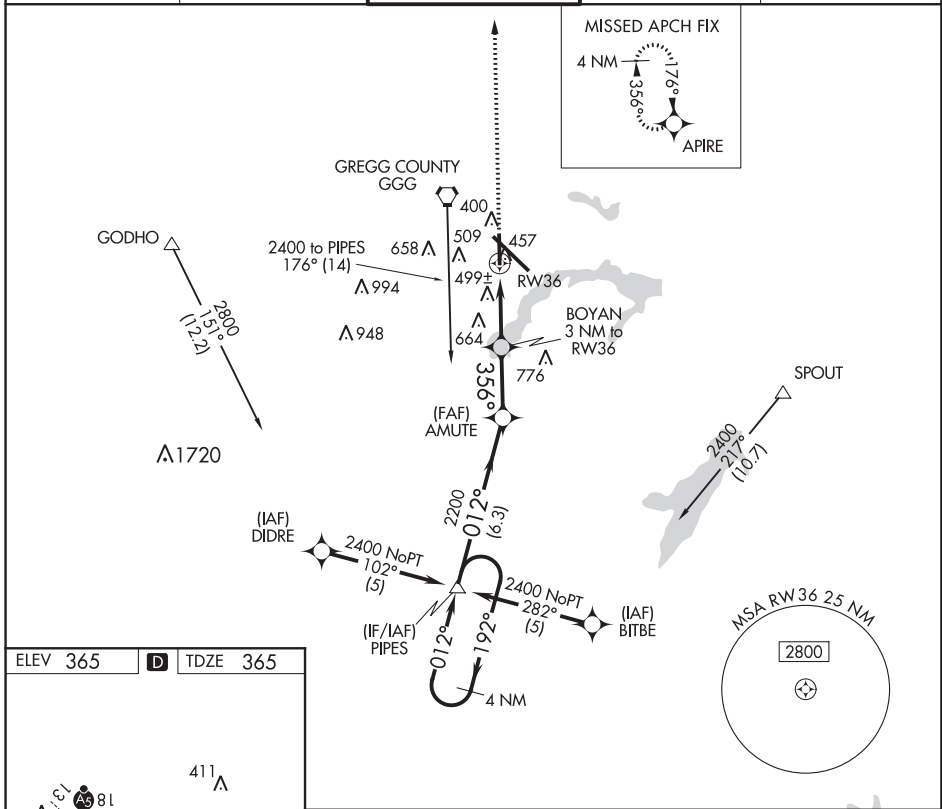 MISSED APCH FIX
4 NM
356°
176°
APIRE
GREGG COUNTY
GGG
400
GODHO
2400 to PIPES
176° (14)
658
509
457
RW36
994
499±
2800
151°
(12.2)
948
664
BOYAN
3 NM to
RW36
776
356°
SPOUT
(FAF)
AMUTE
2400
217°
(10.7)
1720
2200
012°
(6.3)
(IAF)
DIDRE
2400 NoPT
102°
(5)
2400 NoPT
282°
(5)
(IAF)
BITBE
(IF/IAF)
PIPES
012°
192°
4 NM
MSA RW36 25 NM
2800
ELEV 365
D
TDZE 365
411
A5
18